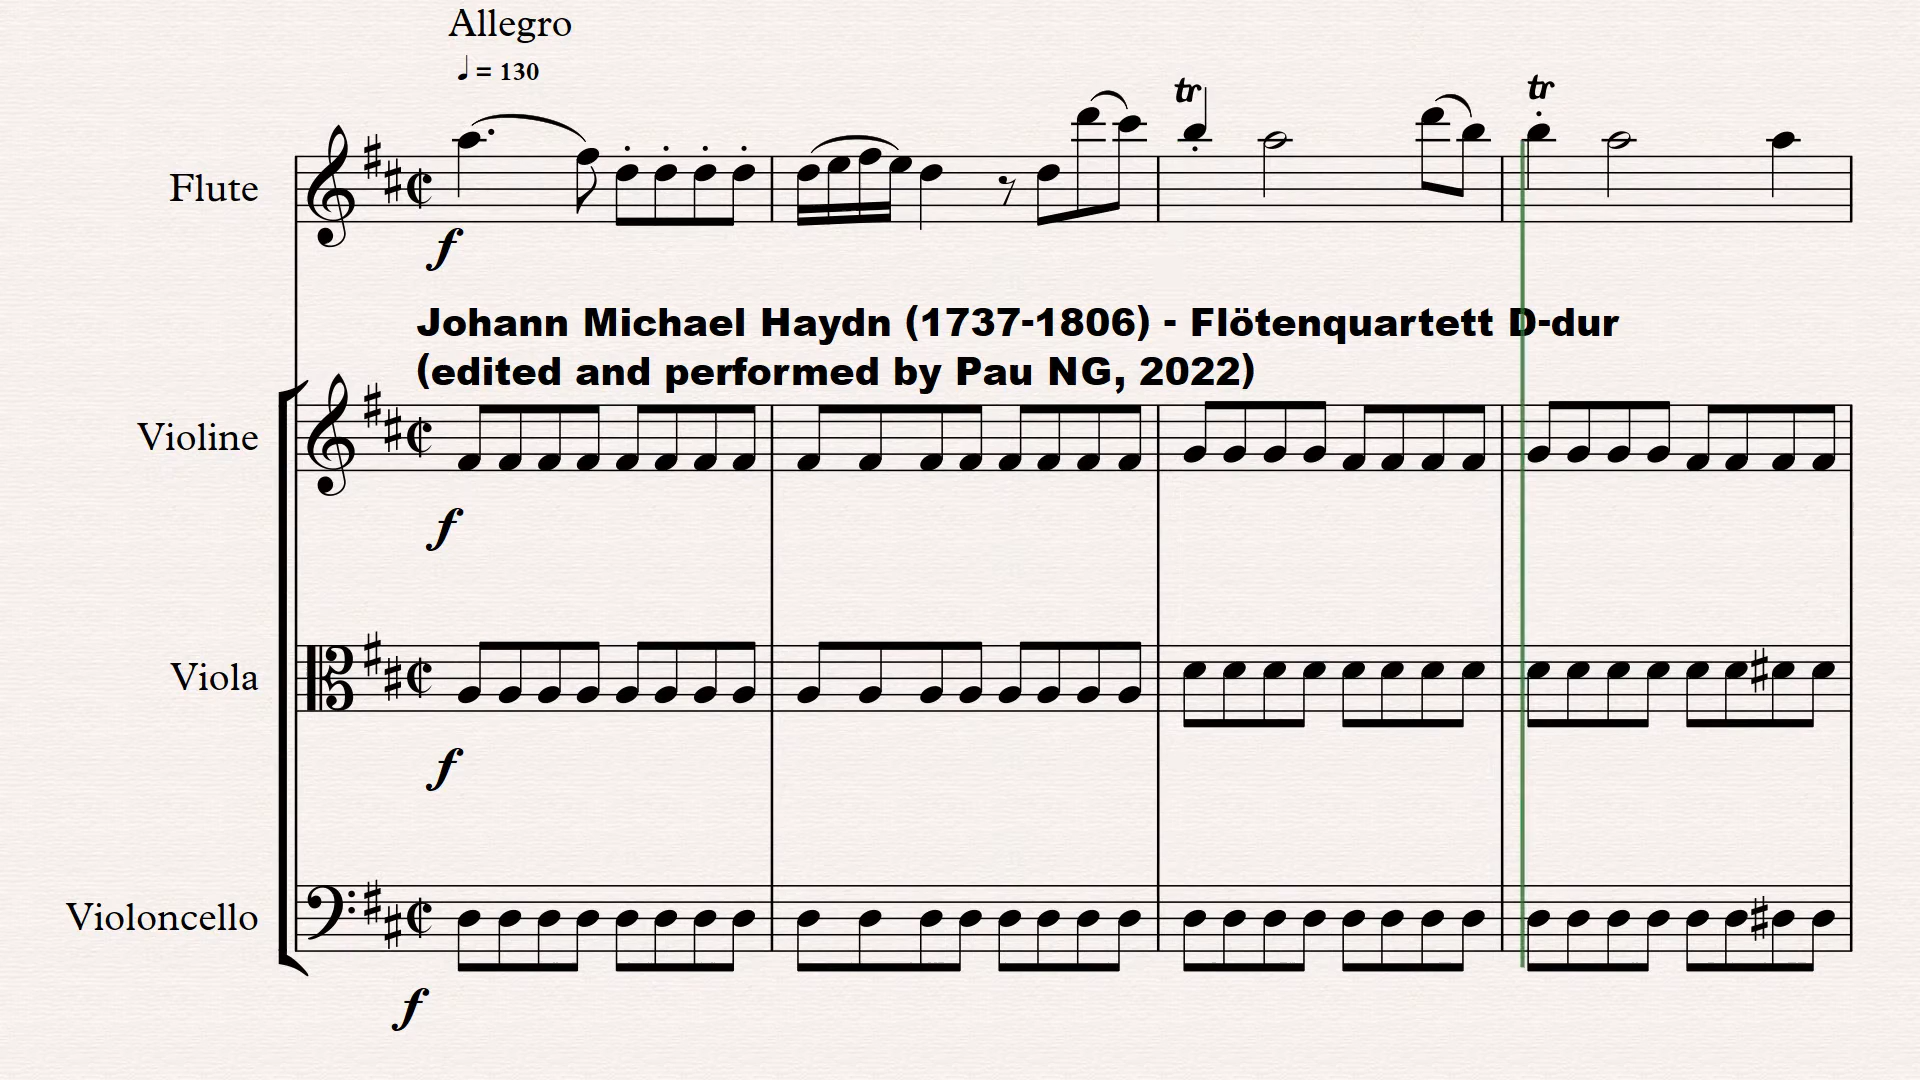 Allegro
♩ = 130
tr
tr
Flute
f
Johann Michael Haydn (1737-1806) - Flötenquartett D-dur
(edited and performed by Pau NG, 2022)
Violine
f
Viola
f
Violoncello
f